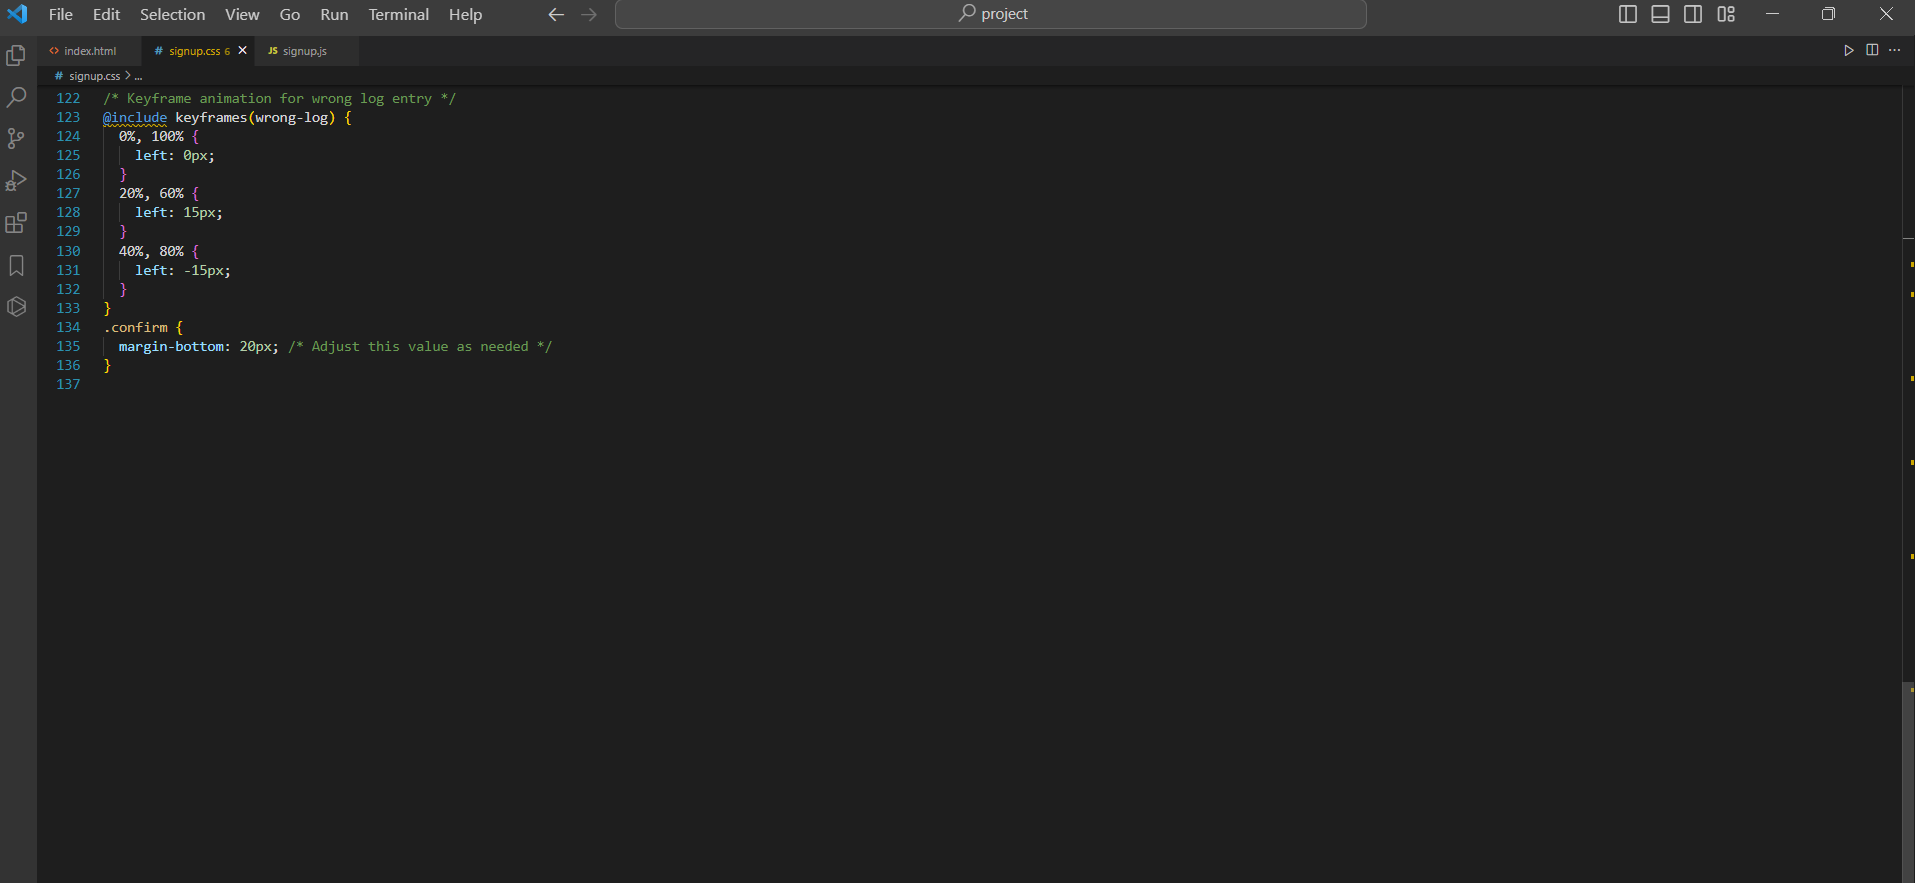 File Edit Selection View Go Run Terminal Help project
index.html # signup.css 6 JS signup.js
# signup.css > ...
122 /* Keyframe animation for wrong log entry */
123 @include keyframes(wrong-log) {
124 0%, 100% {
125 left: 0px;
126 }
127 20%, 60% {
128 left: 15px;
129 }
130 40%, 80% {
131 left: -15px;
132 }
133 }
134 .confirm {
135 margin-bottom: 20px; /* Adjust this value as needed */
136 }
137